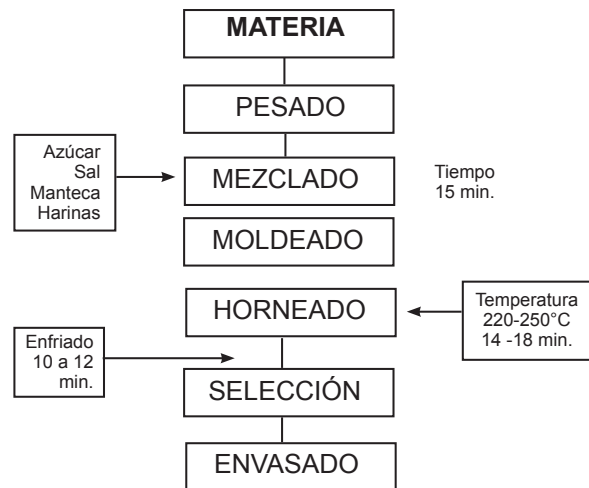 MATERIA
PESADO
Azúcar
Sal
Manteca
Harinas
MEZCLADO
Tiempo
15 min.
MOLDEADO
HORNEADO
Temperatura
220-250°C
14 -18 min.
Enfriado
10 a 12
min.
SELECCIÓN
ENVASADO